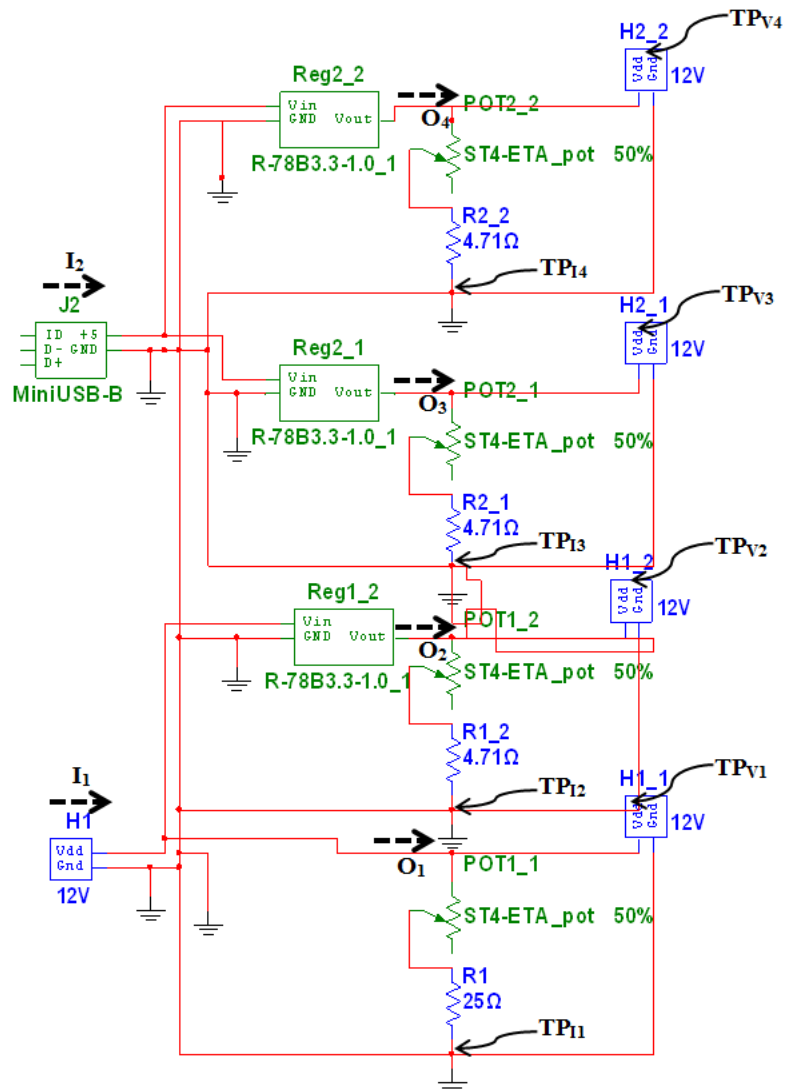 TPV4
H2_2
Vdd
Gnd
12V
Reg2_2
Vin
GND Vout
R-78B3.3-1.0_1
O4
POT2_2
ST4-ETA_pot 50%
R2_2
4.71Ω
TPI4
I2
J2
ID +5
D- GND
D+
MiniUSB-B
TPV3
H2_1
Vdd
Gnd
12V
Reg2_1
Vin
GND Vout
R-78B3.3-1.0_1
O3
POT2_1
ST4-ETA_pot 50%
R2_1
4.71Ω
TPI3
TPV2
H1_2
Vdd
Gnd
12V
Reg1_2
Vin
GND Vout
R-78B3.3-1.0_1
O2
POT1_2
ST4-ETA_pot 50%
R1_2
4.71Ω
TPI2
TPV1
H1_1
Vdd
Gnd
12V
I1
H1
Vdd
Gnd
12V
O1
POT1_1
ST4-ETA_pot 50%
R1
25Ω
TPI1